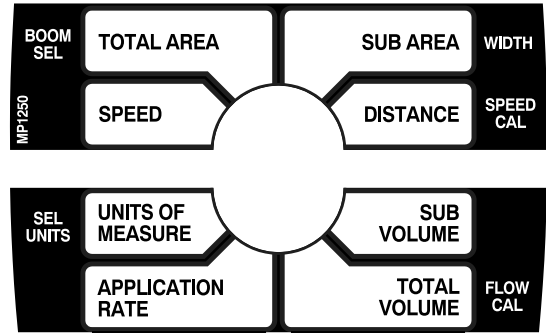 BOOM
SEL
TOTAL AREA
SUB AREA
WIDTH
MP1250
SPEED
DISTANCE
SPEED
CAL
SEL
UNITS
UNITS OF
MEASURE
SUB
VOLUME
APPLICATION
RATE
TOTAL
VOLUME
FLOW
CAL